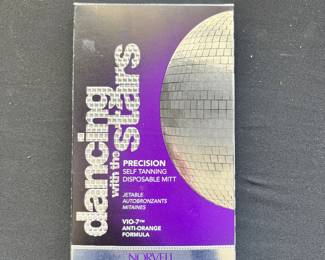 dancing
with the
stars
PRECISION
SELF TANNING
DISPOSABLE MITT
JETABLE
AUTOBRONZANTS
MITAINES
VIO-7™
ANTI-ORANGE
FORMULA
NORVELL